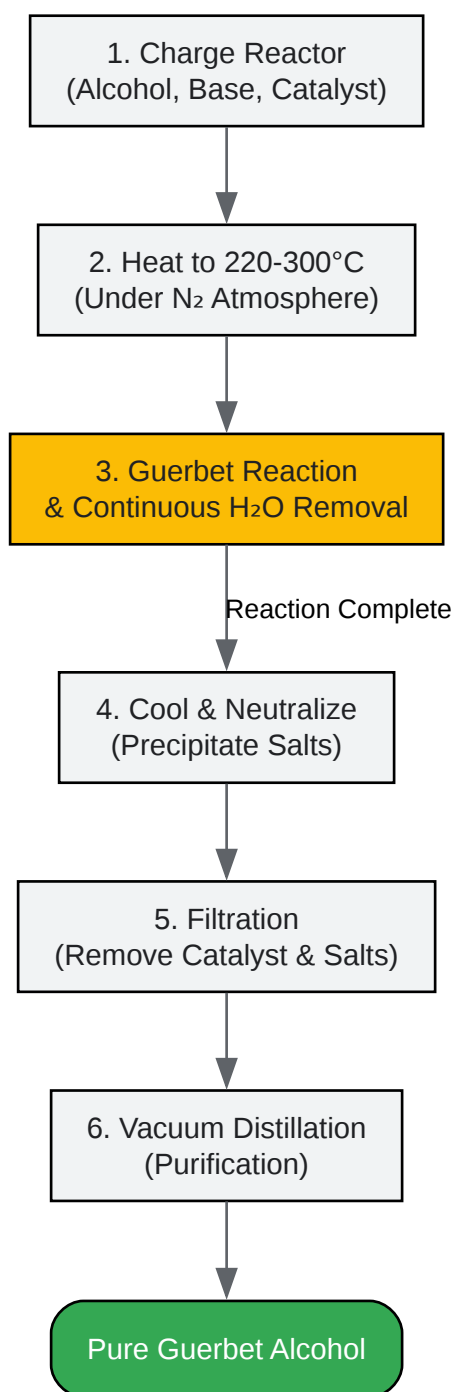 1. Charge Reactor
(Alcohol, Base, Catalyst)
2. Heat to 220-300°C
(Under N₂ Atmosphere)
3. Guerbet Reaction
& Continuous H₂O Removal
Reaction Complete
4. Cool & Neutralize
(Precipitate Salts)
5. Filtration
(Remove Catalyst & Salts)
6. Vacuum Distillation
(Purification)
Pure Guerbet Alcohol